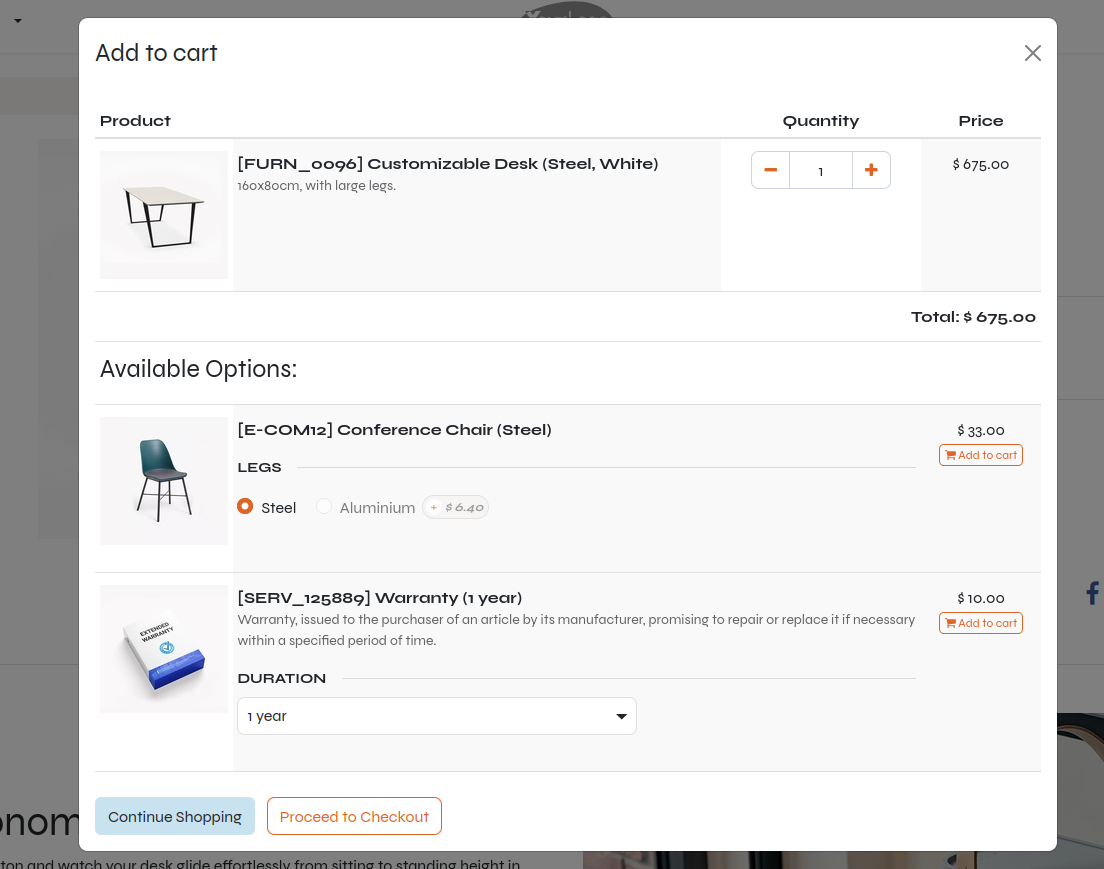 Add to cart
Product Quantity Price
[FURN_0096] Customizable Desk (Steel, White)
160x80cm, with large legs.
1
$ 675.00
Total: $ 675.00
Available Options:
[E-COM12] Conference Chair (Steel)
$ 33.00
Add to cart
LEGS
Steel Aluminium + $ 6.40
[SERV_125889] Warranty (1 year)
$ 10.00
Warranty, issued to the purchaser of an article by its manufacturer, promising to repair or replace it if necessary
Add to cart
within a specified period of time.
EXTENDED
WARRANTY
DURATION
1 year
Continue Shopping Proceed to Checkout
onom
ton and watch your desk glide effortlessly from sitting to standing height in